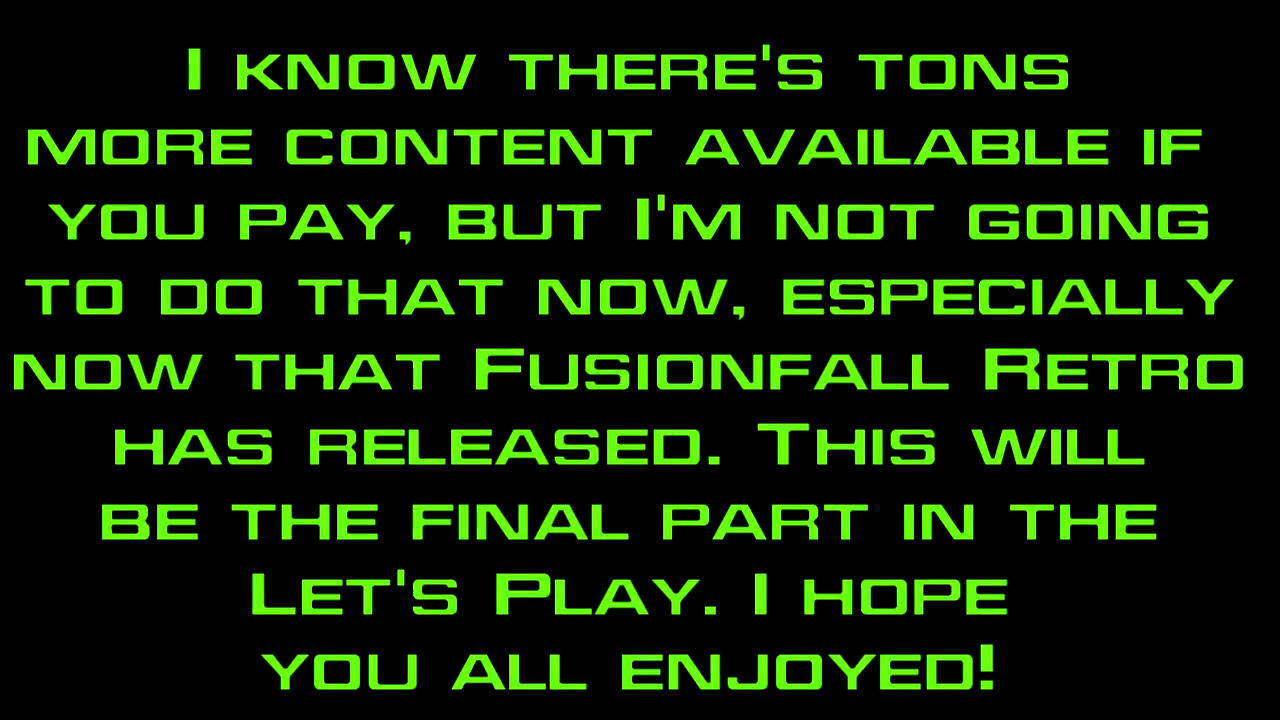 I know there's tons
more content available if
you pay, but I'm not going
to do that now, especially
now that Fusionfall Retro
has released. This will
be the final part in the
Let's Play. I hope
you all enjoyed!